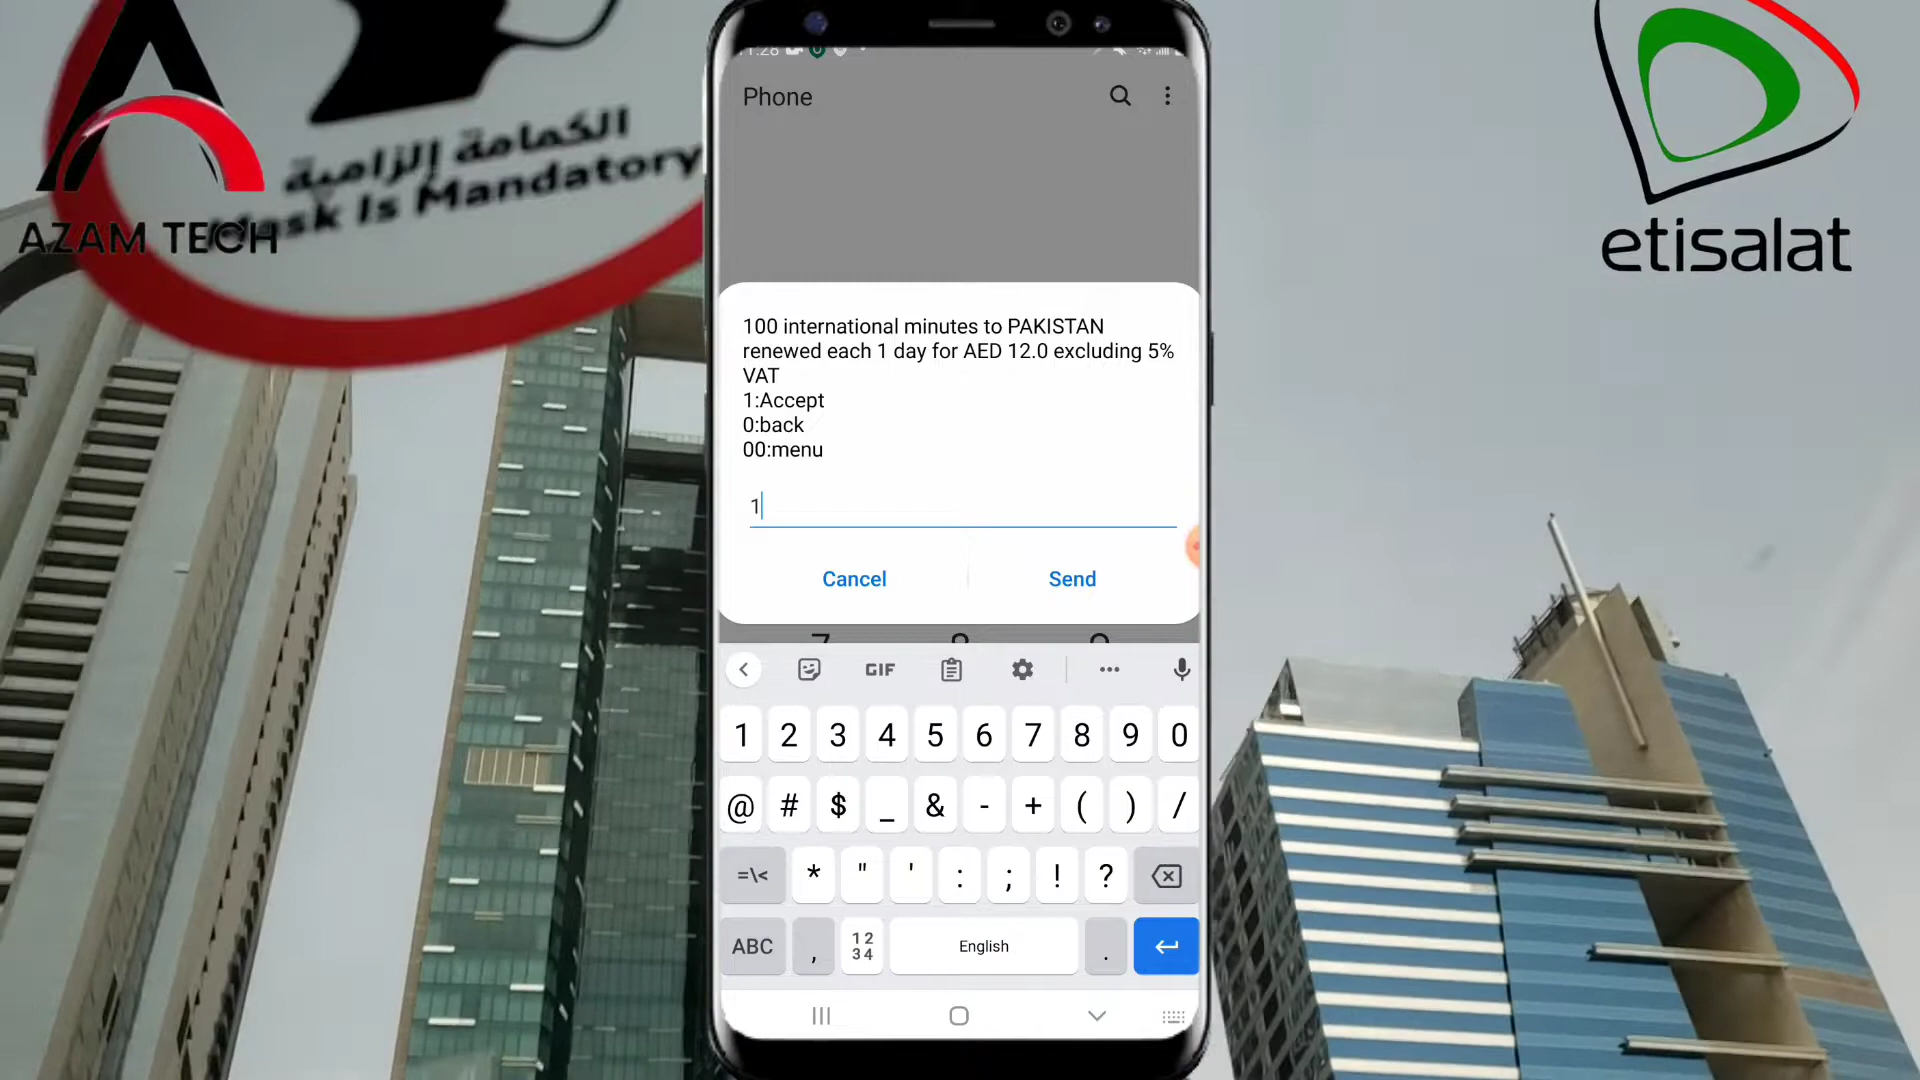 الكمامة إلزامية
Mask Is Mandatory
AZAM TECH
etisalat
11:28
Phone
100 international minutes to PAKISTAN
renewed each 1 day for AED 12.0 excluding 5%
VAT
1:Accept
0:back
00:menu
1
Cancel
Send
GIF
1 2 3 4 5 6 7 8 9 0
@ # $ _ & - + ( ) /
=\< * " ' : ; ! ?
ABC , 12 34 English .